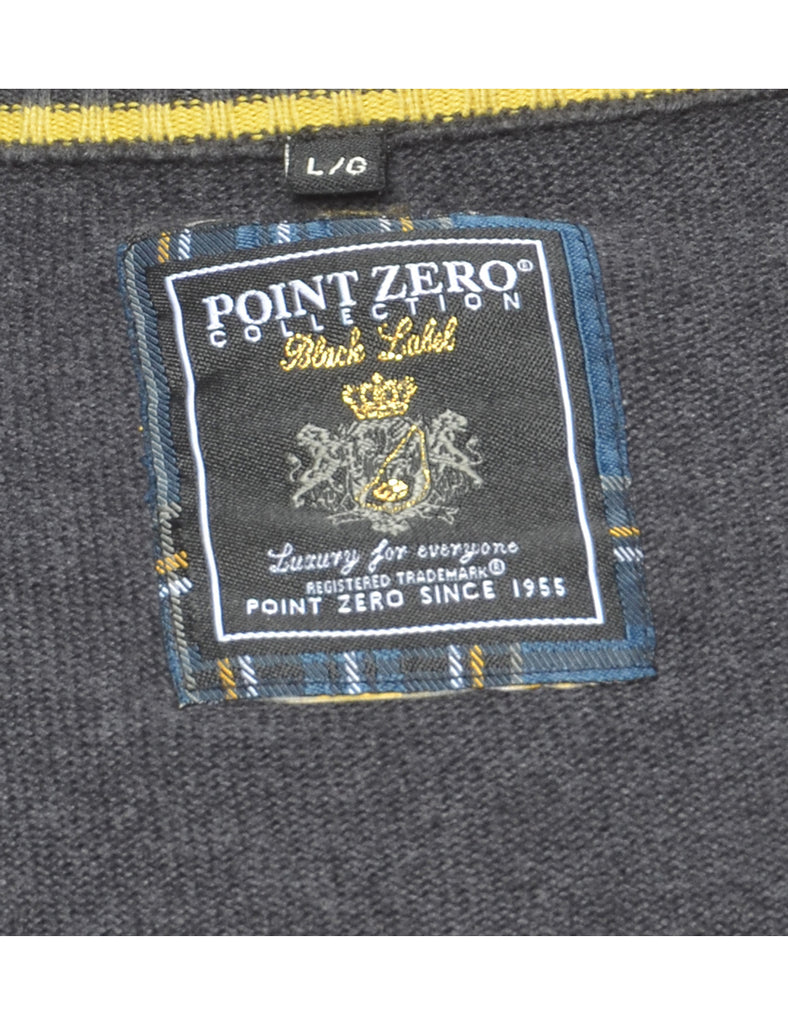 L/G
POINT ZERO®
COLLECTION
Black Label
Luxury for everyone
REGISTERED TRADEMARK®
POINT ZERO SINCE 1955